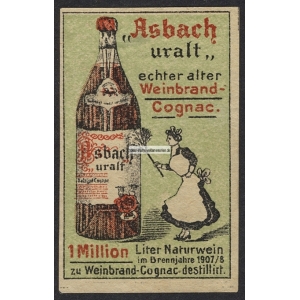 „Asbach
uralt„
echter alter
Weinbrand-
Cognac.
Asbach
uralt
1 Million Liter Naturwein
im Brennjahre 1907/8
zu Weinbrand-Cognac destillirt.